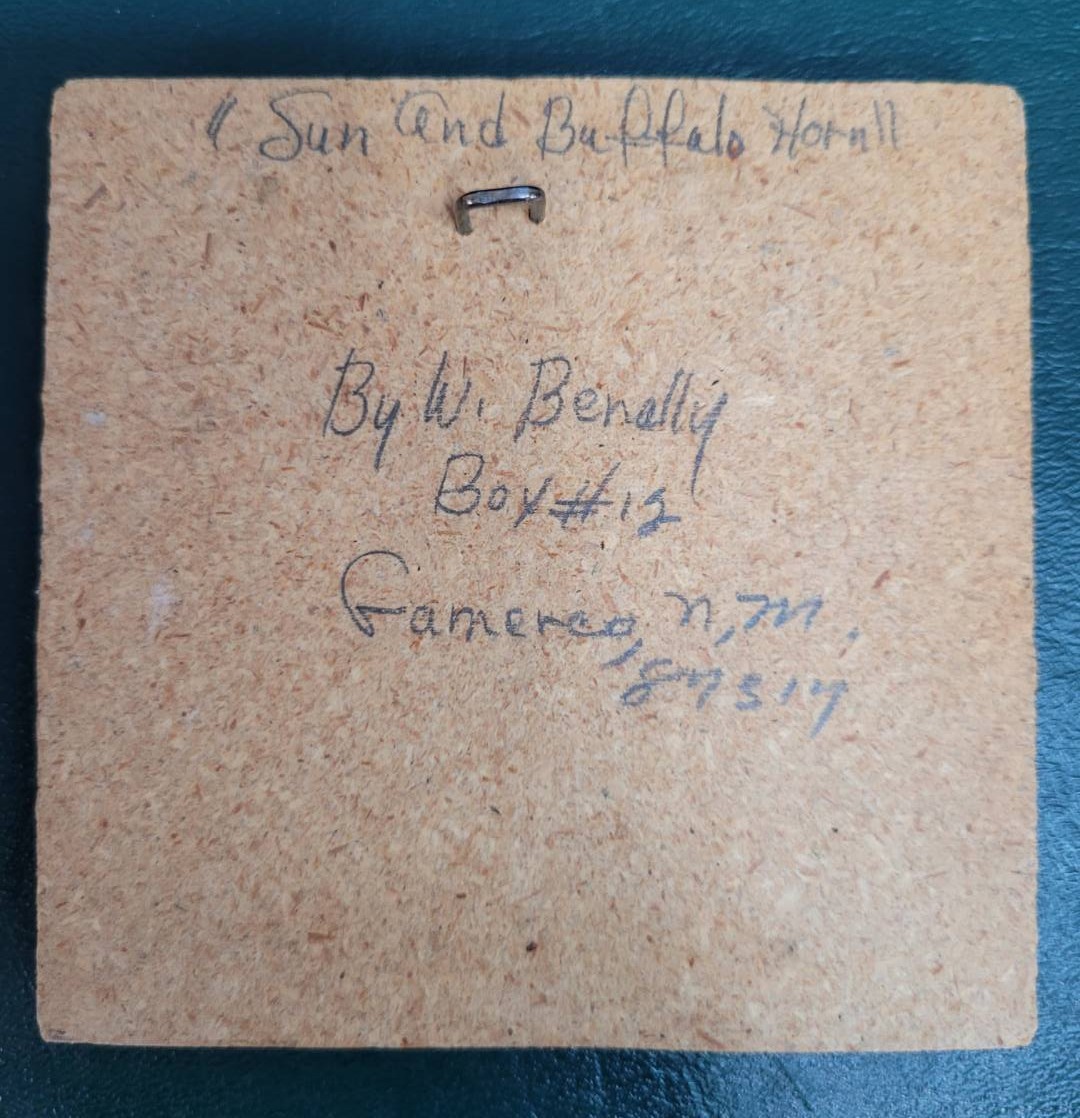 "Sun And Buffalo Horn"
By W. Benally
Box #12
Gamerco, N.M.
87317